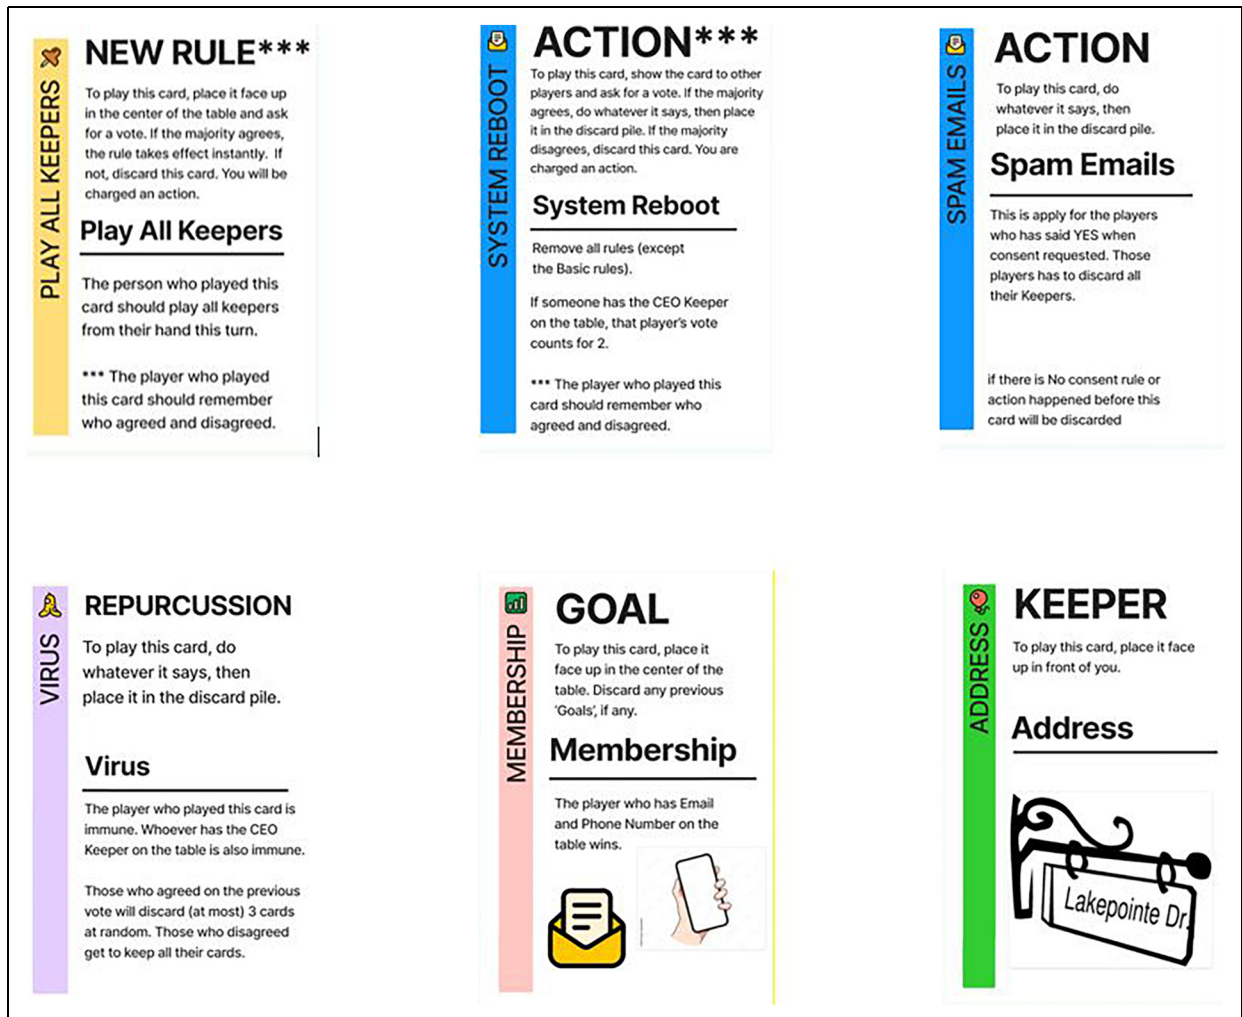 PLAY ALL KEEPERS
NEW RULE***
To play this card, place it face up
in the center of the table and ask
for a vote. If the majority agrees,
the rule takes effect instantly. If
not, discard this card. You will be
charged an action.
Play All Keepers
The person who played this
card should play all keepers
from their hand this turn.
*** The player who played
this card should remember
who agreed and disagreed.
SYSTEM REBOOT
ACTION***
To play this card, show the card to other
players and ask for a vote. If the majority
agrees, do whatever it says, then place
it in the discard pile. If the majority
disagrees, discard this card. You are
charged an action.
System Reboot
Remove all rules (except
the Basic rules).
If someone has the CEO Keeper
on the table, that player's vote
counts for 2.
*** The player who played this
card should remember who
agreed and disagreed.
SPAM EMAILS
ACTION
To play this card, do
whatever it says, then
place it in the discard pile.
Spam Emails
This is apply for the players
who has said YES when
consent requested. Those
players has to discard all
their Keepers.
if there is No consent rule or
action happened before this
card will be discarded
VIRUS
REPURCUSSION
To play this card, do
whatever it says, then
place it in the discard pile.
Virus
The player who played this card is
immune. Whoever has the CEO
Keeper on the table is also immune.
Those who agreed on the previous
vote will discard (at most) 3 cards
at random. Those who disagreed
get to keep all their cards.
MEMBERSHIP
GOAL
To play this card, place it
face up in the center of the
table. Discard any previous
'Goals', if any.
Membership
The player who has Email
and Phone Number on the
table wins.
ADDRESS
KEEPER
To play this card, place it face
up in front of you.
Address
Lakepointe Dr.